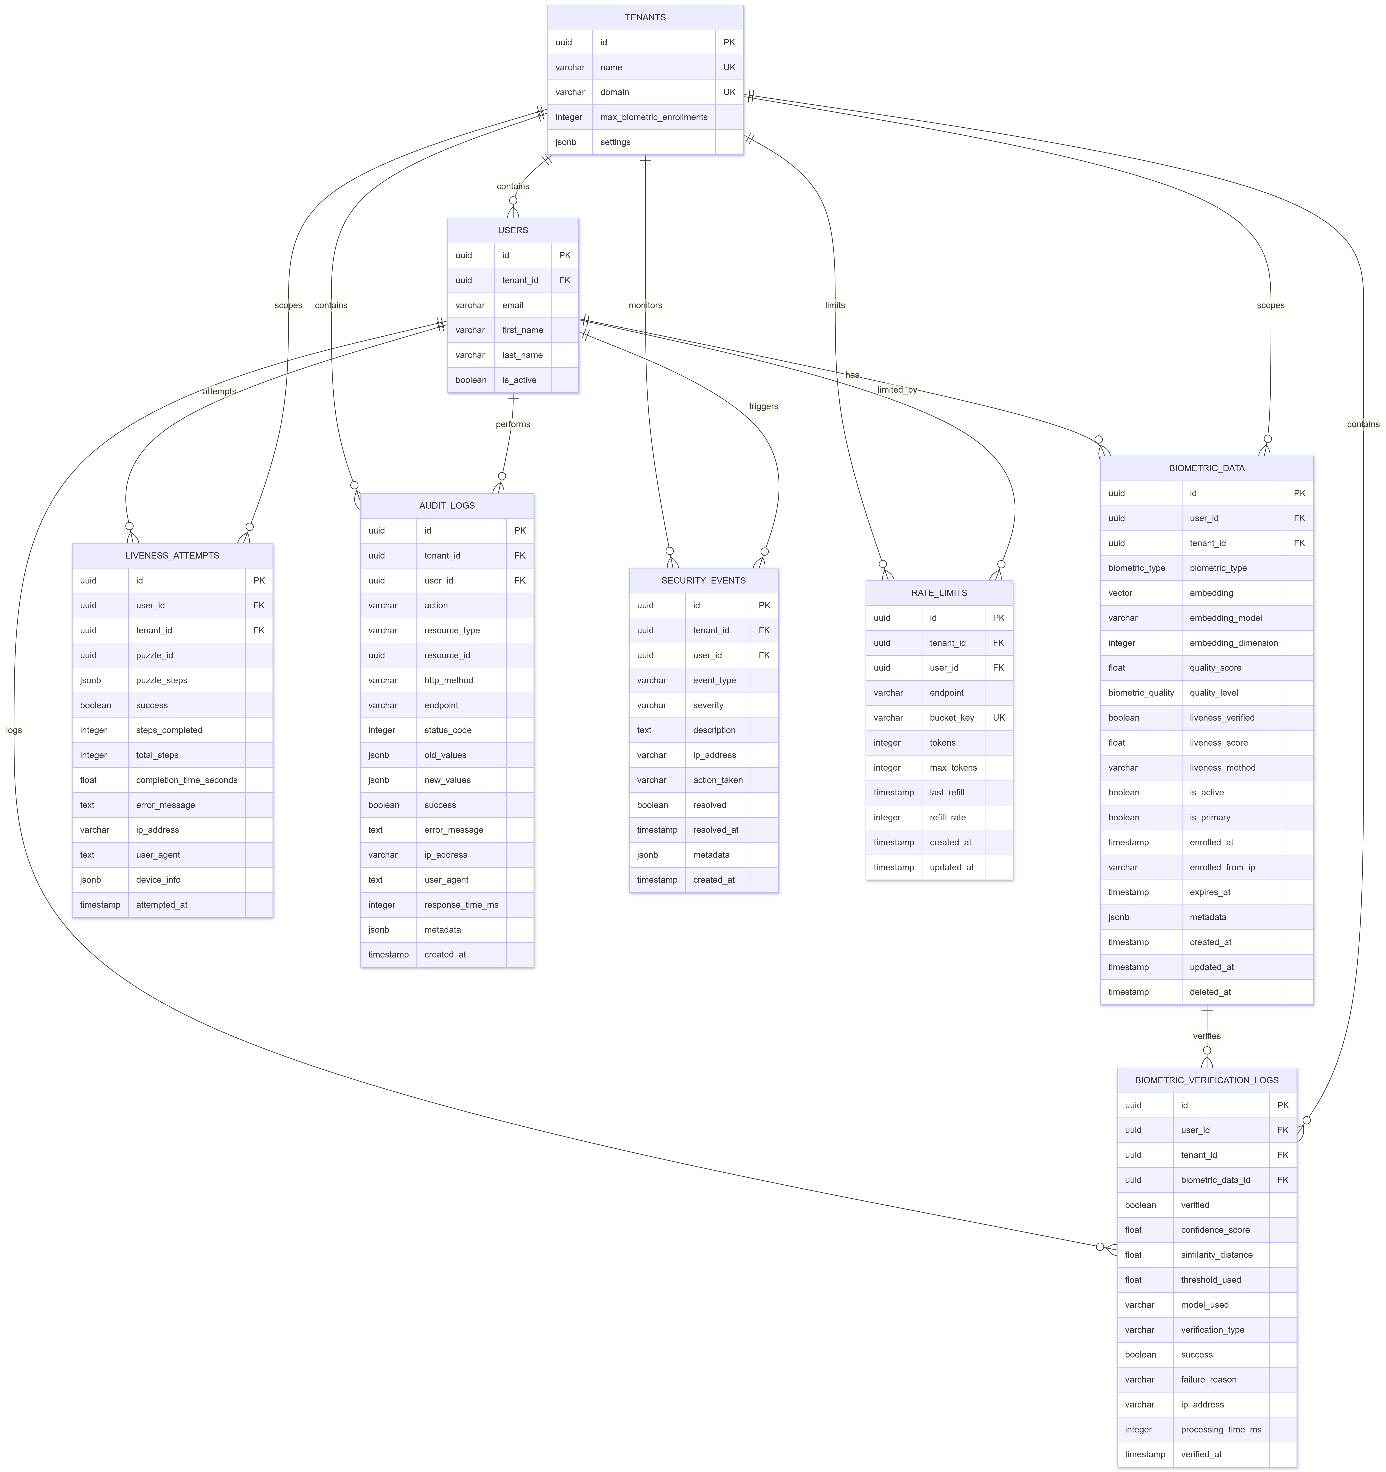 TENANTS
uuid id PK
varchar name UK
varchar domain UK
integer max_biometric_enrollments
jsonb settings
contains
USERS
uuid id PK
uuid tenant_id FK
varchar email
varchar first_name
varchar last_name
boolean is_active
scopes
contains
monitors
limits
scopes
attempts
performs
triggers
has
limited_by
contains
logs
BIOMETRIC_DATA
uuid id PK
uuid user_id FK
uuid tenant_id FK
biometric_type biometric_type
vector embedding
varchar embedding_model
integer embedding_dimension
float quality_score
biometric_quality quality_level
boolean liveness_verified
float liveness_score
varchar liveness_method
boolean is_active
boolean is_primary
timestamp enrolled_at
varchar enrolled_from_ip
timestamp expires_at
jsonb metadata
timestamp created_at
timestamp updated_at
timestamp deleted_at
AUDIT_LOGS
uuid id PK
uuid tenant_id FK
uuid user_id FK
varchar action
varchar resource_type
uuid resource_id
varchar http_method
varchar endpoint
integer status_code
jsonb old_values
jsonb new_values
boolean success
text error_message
varchar ip_address
text user_agent
integer response_time_ms
jsonb metadata
timestamp created_at
LIVENESS_ATTEMPTS
uuid id PK
uuid user_id FK
uuid tenant_id FK
uuid puzzle_id
jsonb puzzle_steps
boolean success
integer steps_completed
integer total_steps
float completion_time_seconds
text error_message
varchar ip_address
text user_agent
jsonb device_info
timestamp attempted_at
SECURITY_EVENTS
uuid id PK
uuid tenant_id FK
uuid user_id FK
varchar event_type
varchar severity
text description
varchar ip_address
varchar action_taken
boolean resolved
timestamp resolved_at
jsonb metadata
timestamp created_at
RATE_LIMITS
uuid id PK
uuid tenant_id FK
uuid user_id FK
varchar endpoint
varchar bucket_key UK
integer tokens
integer max_tokens
timestamp last_refill
integer refill_rate
timestamp created_at
timestamp updated_at
verifies
BIOMETRIC_VERIFICATION_LOGS
uuid id PK
uuid user_id FK
uuid tenant_id FK
uuid biometric_data_id FK
boolean verified
float confidence_score
float similarity_distance
float threshold_used
varchar model_used
varchar verification_type
boolean success
varchar failure_reason
varchar ip_address
integer processing_time_ms
timestamp verified_at